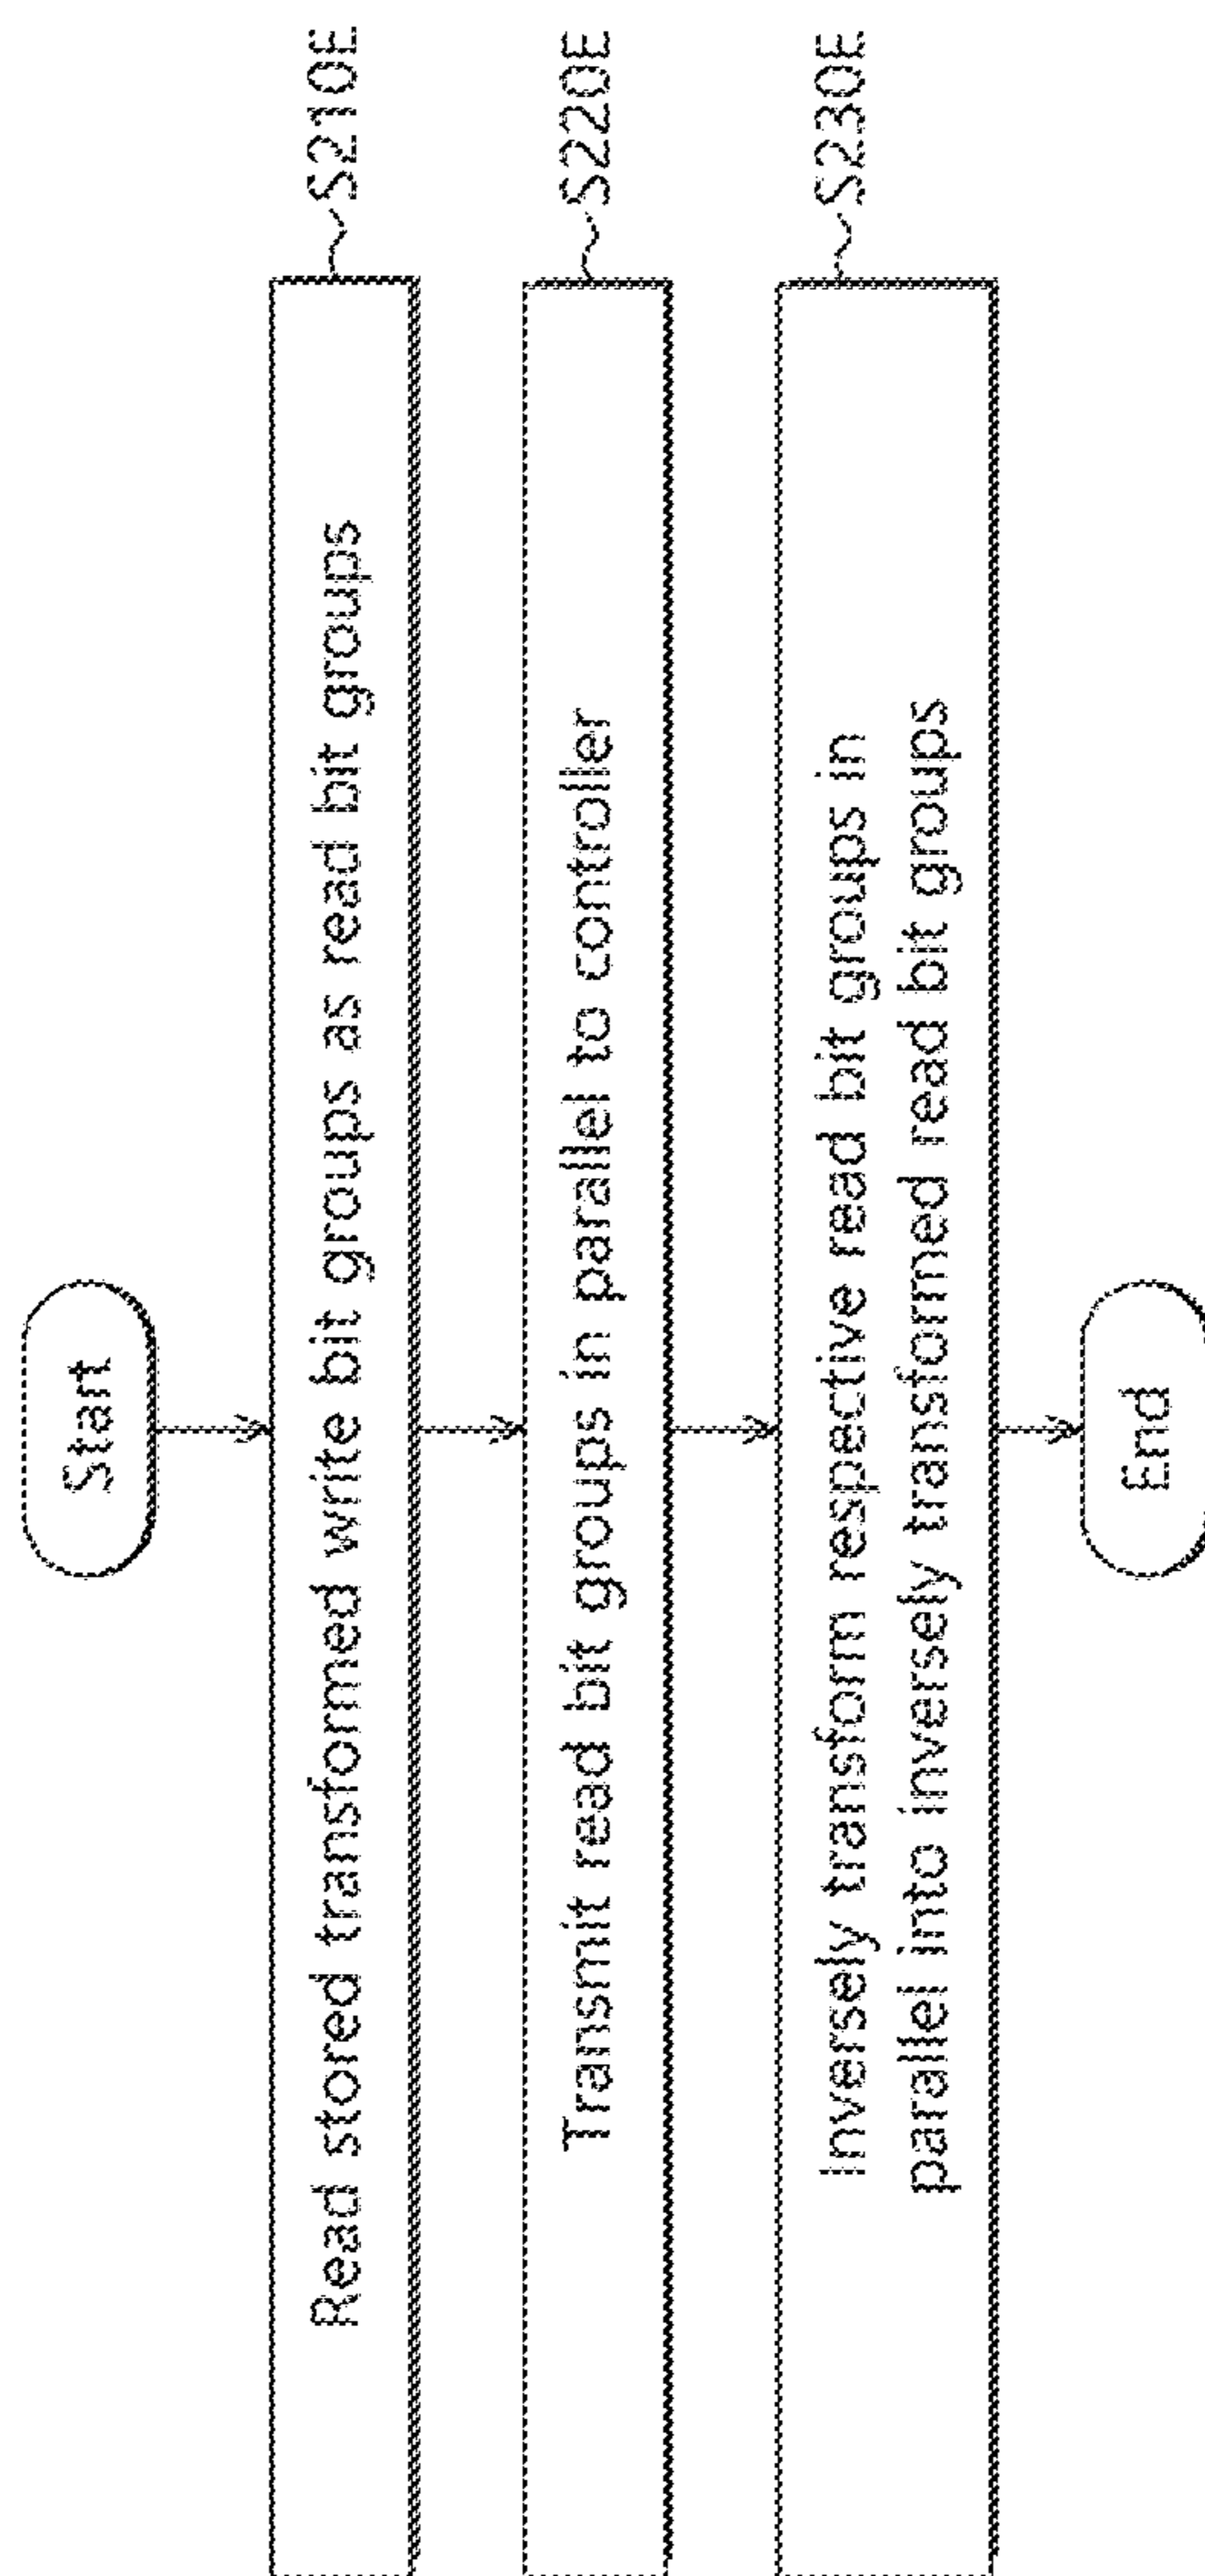 Start
Read stored transformed write bit groups as read bit groups
S210E
Transmit read bit groups in parallel to controller
S220E
Inversely transform respective read bit groups in
parallel into inversely transformed read bit groups
S230E
End